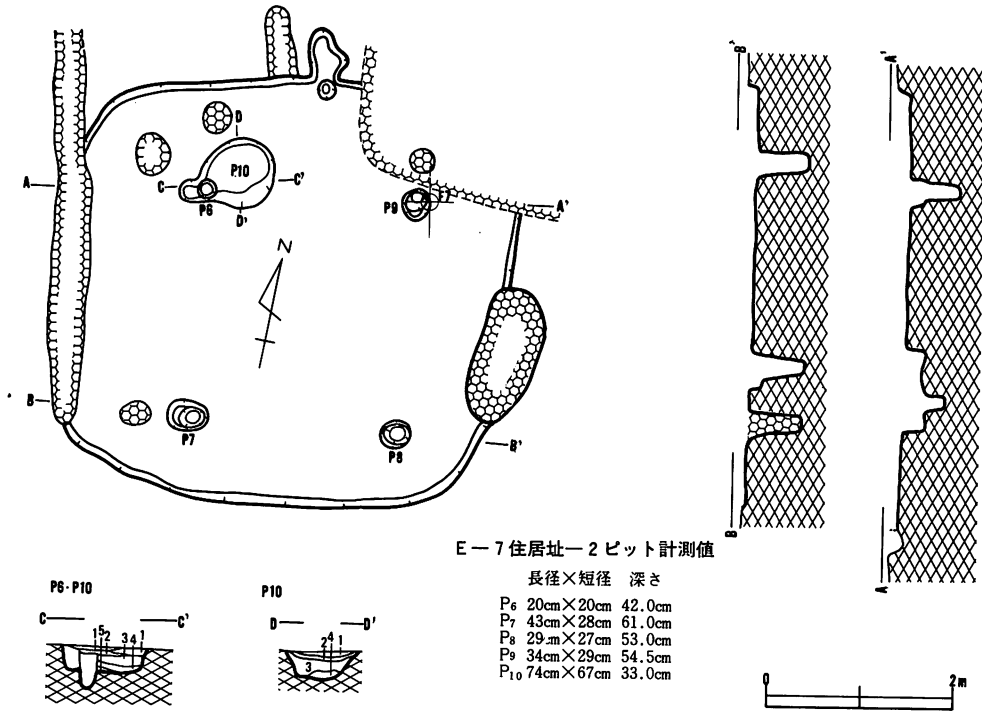 D
P10
C
C'
P6
D'
A
P9
A'
N
B
P7
P8
B'
B'
A'
B
A
E－7住居址－2ピット計測値
長径×短径 深さ
P6 20cm×20cm 42.0cm
P7 43cm×28cm 61.0cm
P8 29cm×27cm 53.0cm
P9 34cm×29cm 54.5cm
P10 74cm×67cm 33.0cm
P6·P10
C C'
1 5 2 3 4 1
P10
D D'
2 4 1
3
0 2m